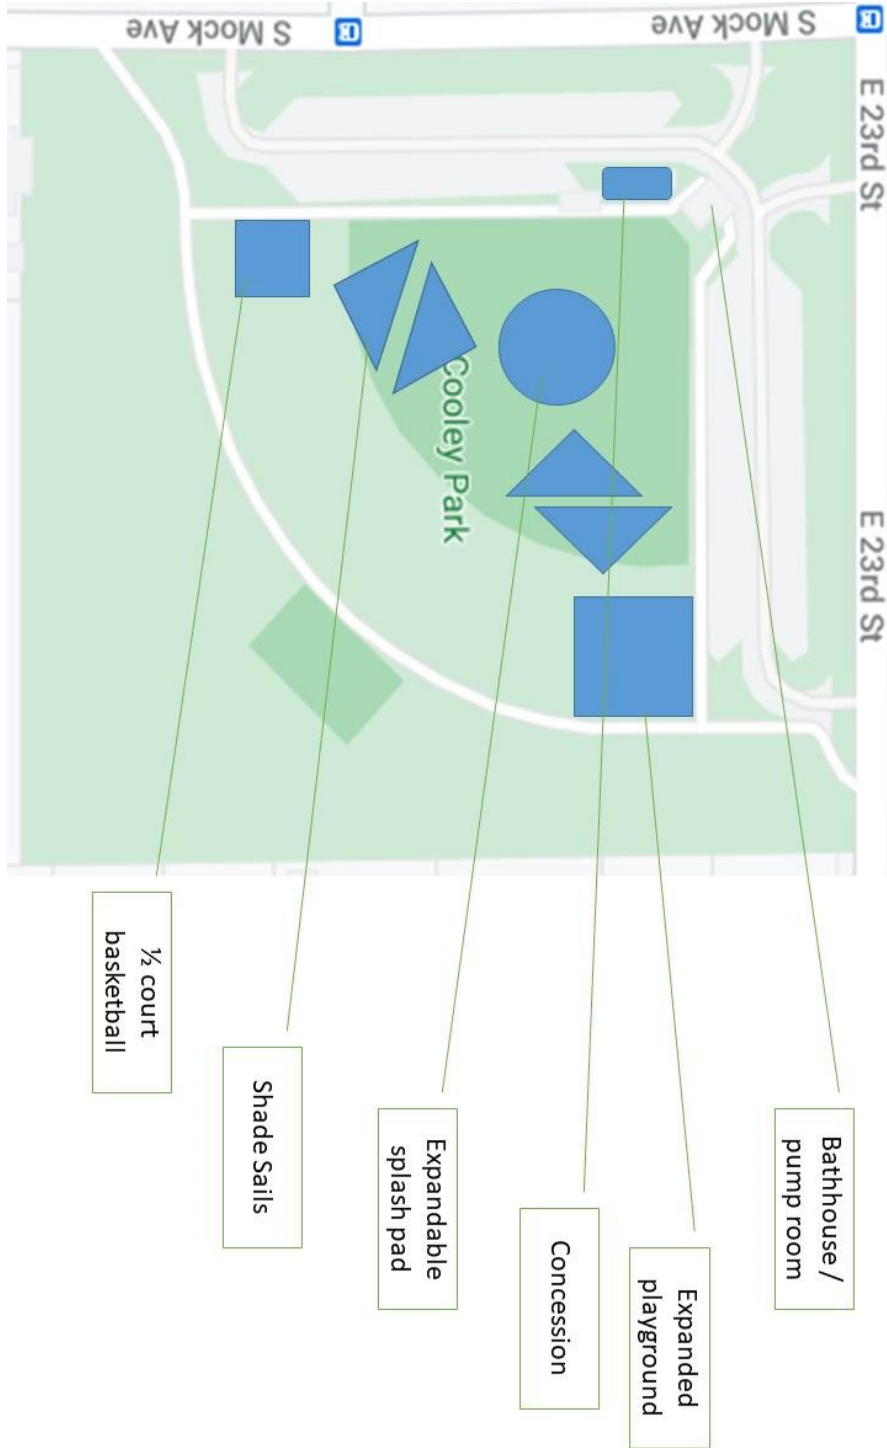 S Mock Ave
S Mock Ave
E 23rd St
E 23rd St
Cooley Park
Bathhouse /
pump room
Expanded
playground
Concession
Expandable
splash pad
Shade Sails
½ court
basketball